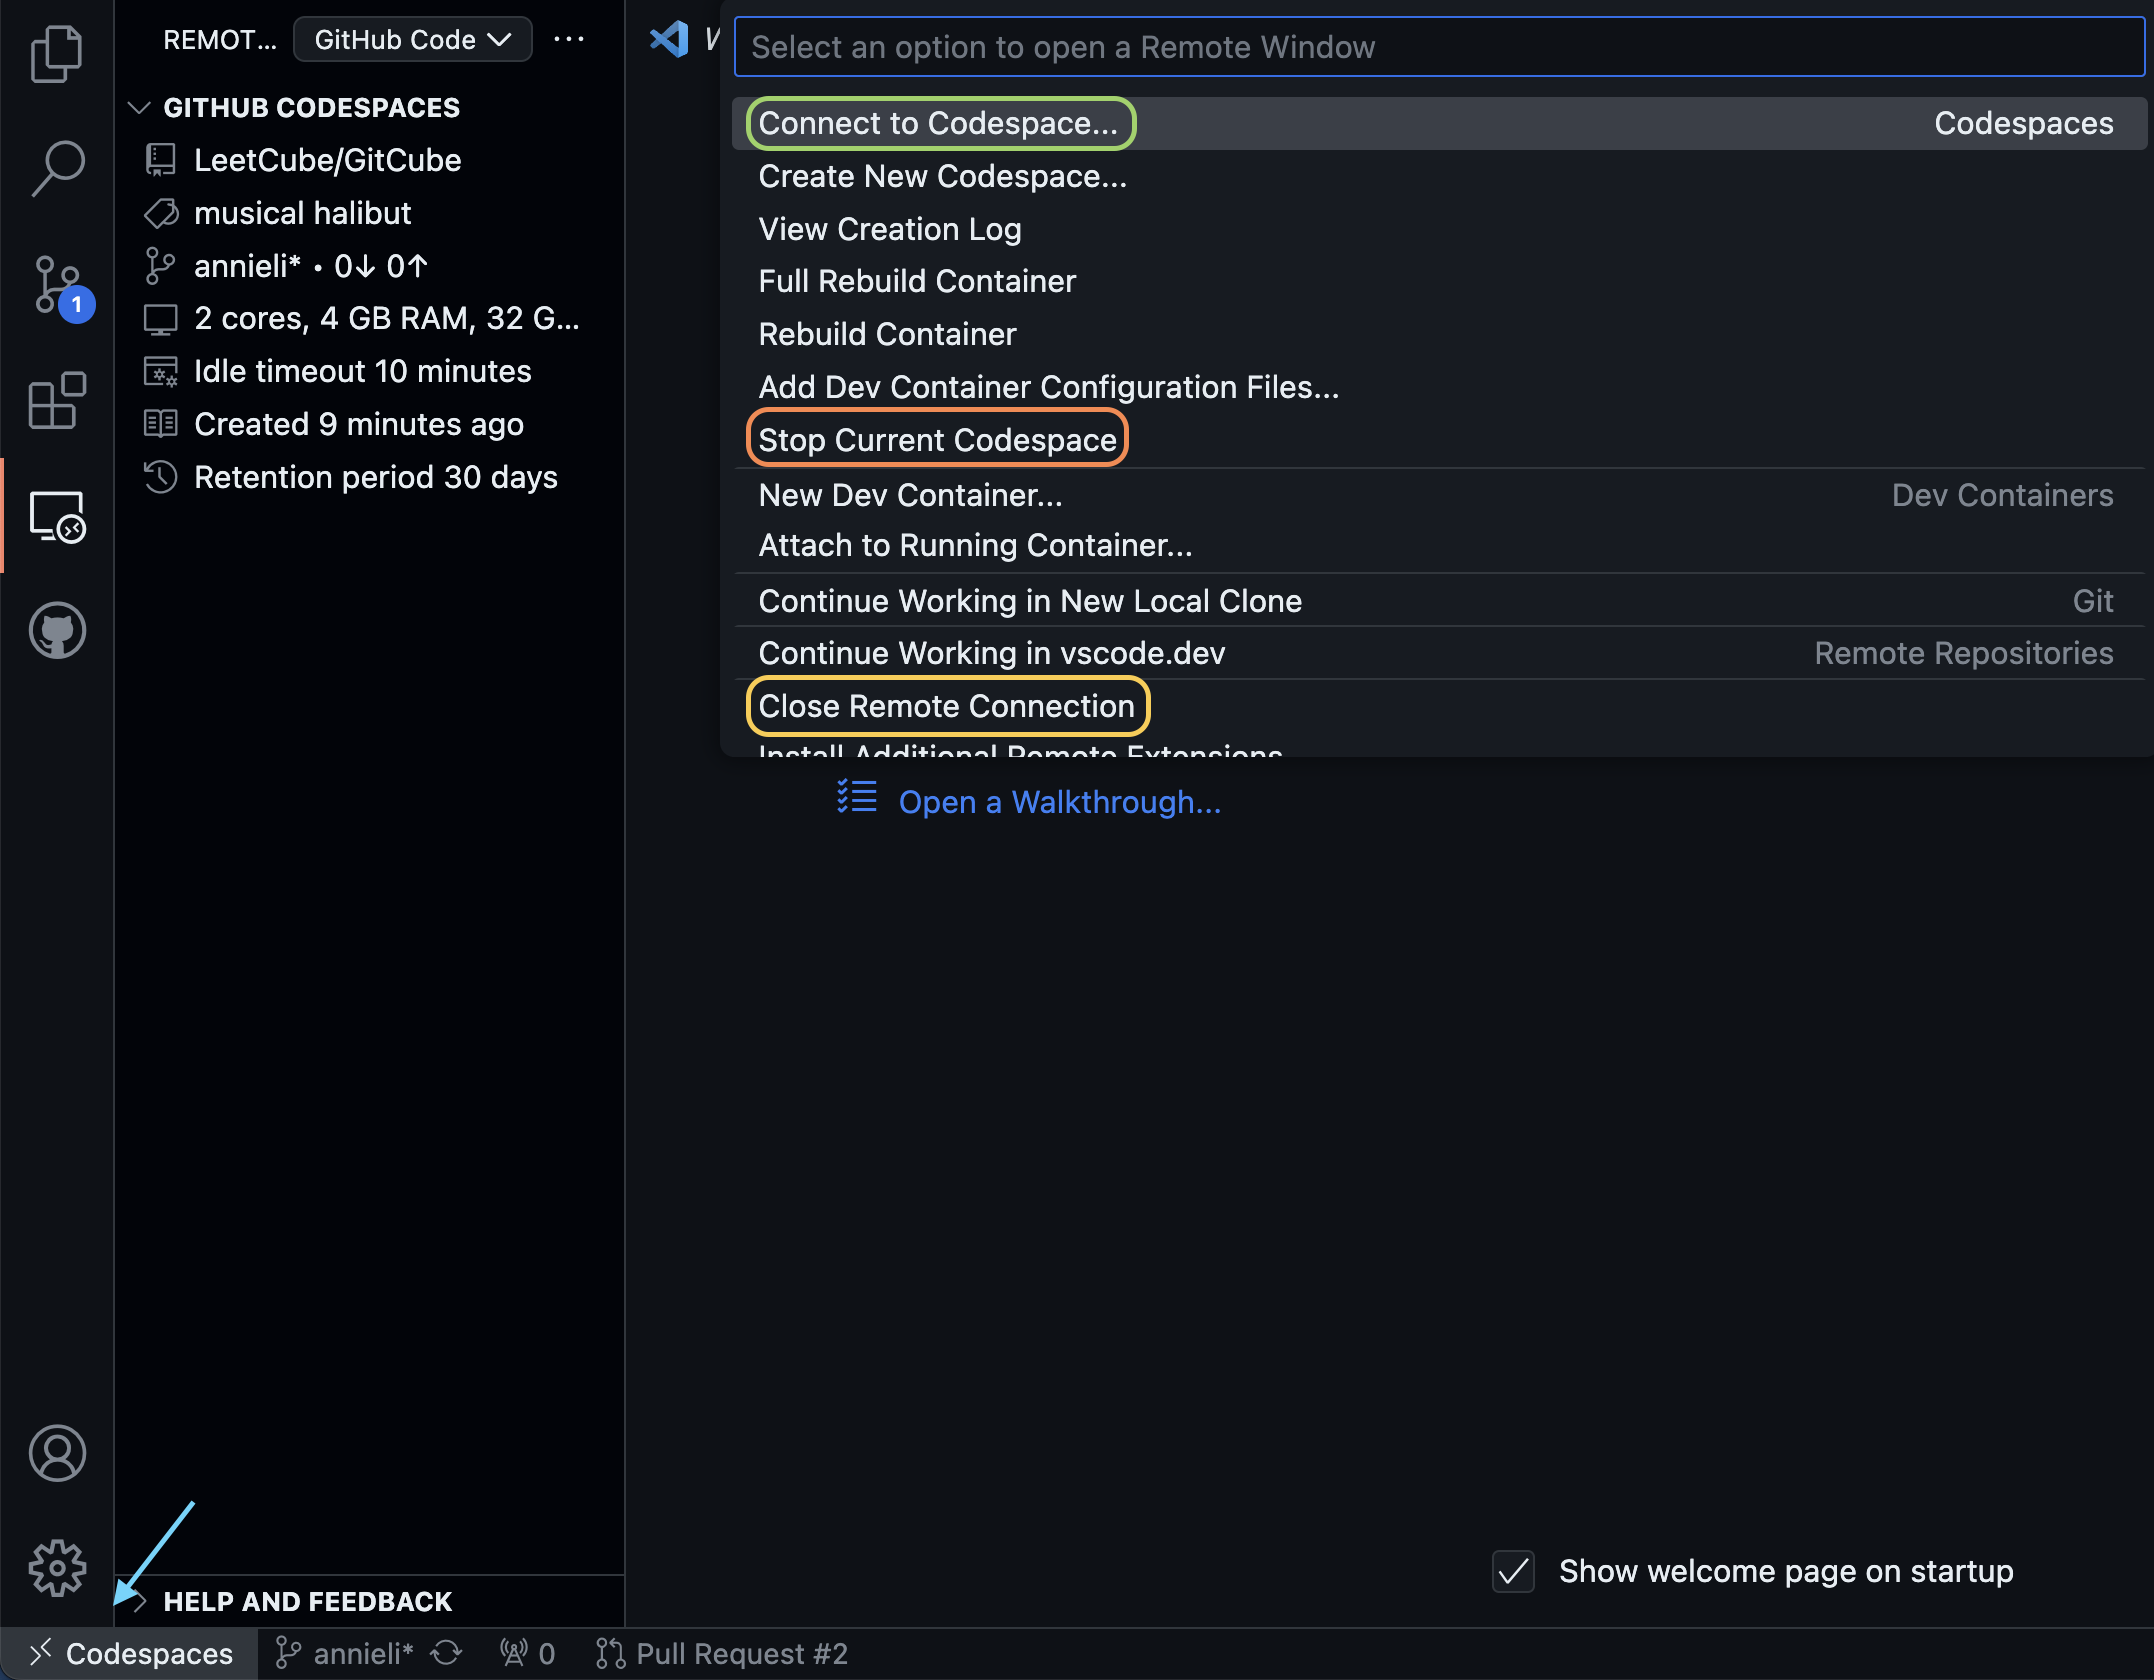 REMOT...
GitHub Code
GITHUB CODESPACES
LeetCube/GitCube
musical halibut
annieli* • 0↓ 0↑
2 cores, 4 GB RAM, 32 G...
Idle timeout 10 minutes
Created 9 minutes ago
Retention period 30 days
1
Select an option to open a Remote Window
Connect to Codespace... Codespaces
Create New Codespace...
View Creation Log
Full Rebuild Container
Rebuild Container
Add Dev Container Configuration Files...
Stop Current Codespace
New Dev Container... Dev Containers
Attach to Running Container...
Continue Working in New Local Clone Git
Continue Working in vscode.dev Remote Repositories
Close Remote Connection
Install Additional Remote Extensions
Open a Walkthrough...
Show welcome page on startup
HELP AND FEEDBACK
Codespaces annieli* 0 Pull Request #2